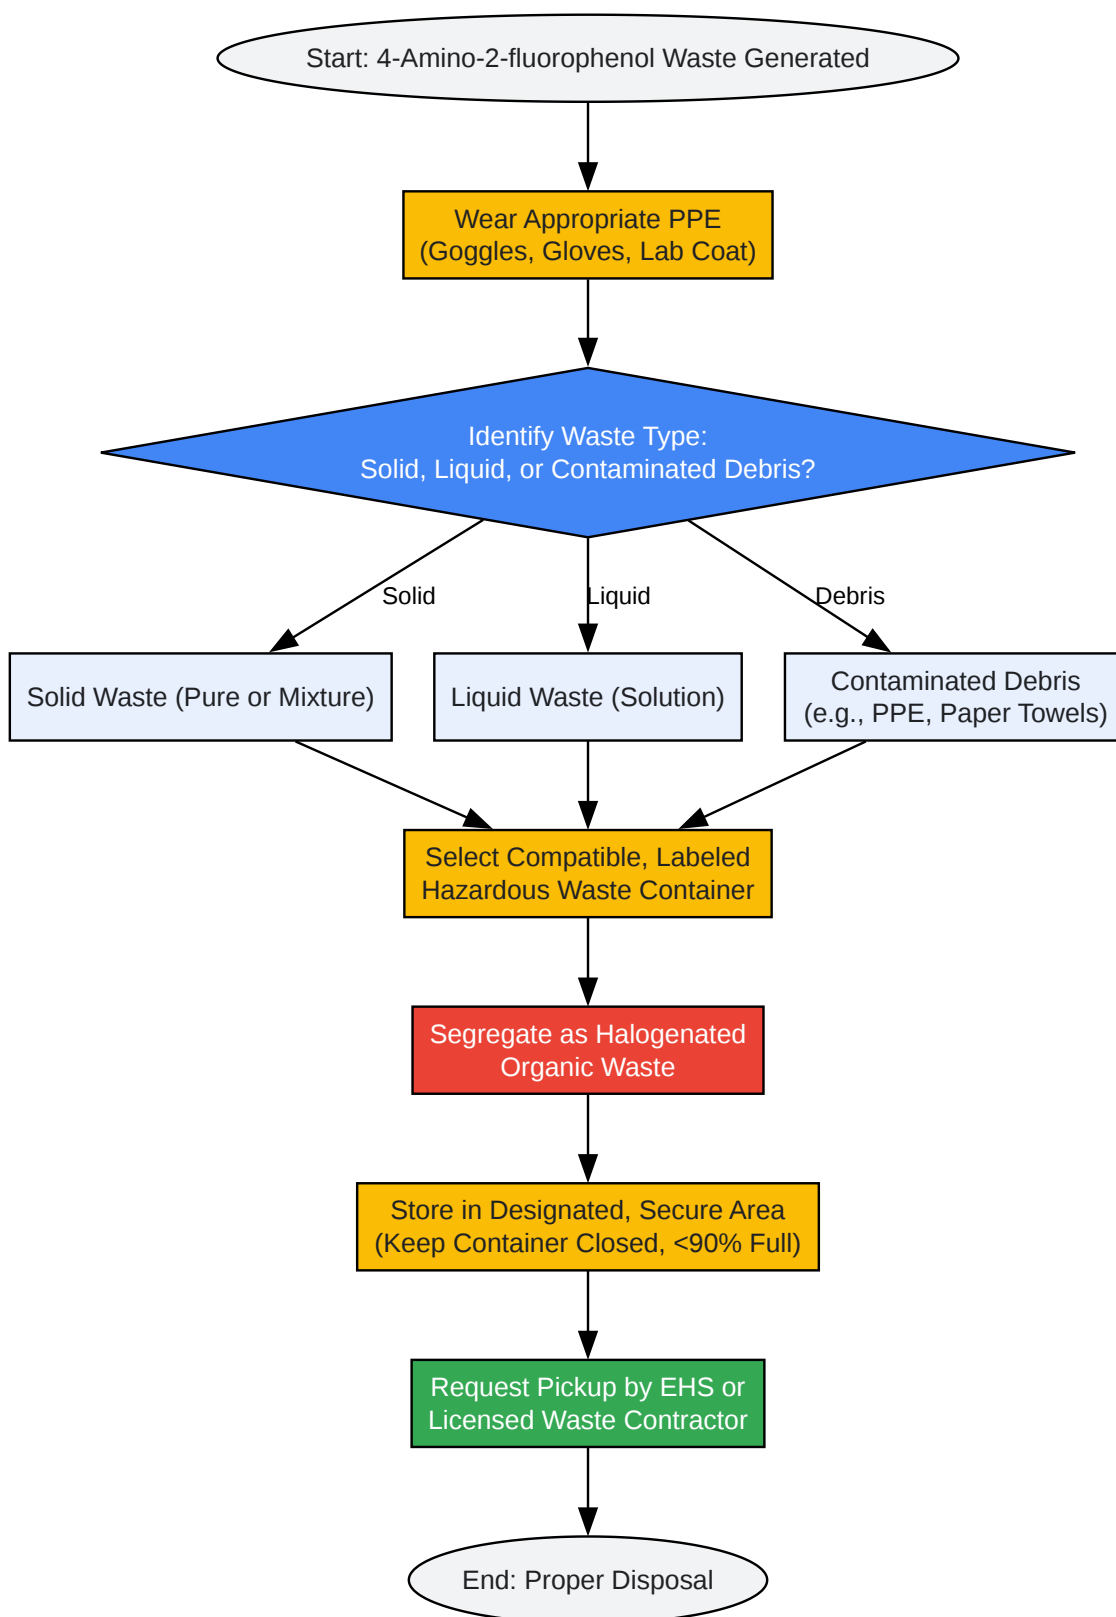 Start: 4-Amino-2-fluorophenol Waste Generated
Wear Appropriate PPE
(Goggles, Gloves, Lab Coat)
Identify Waste Type:
Solid, Liquid, or Contaminated Debris?
Solid
Liquid
Debris
Solid Waste (Pure or Mixture)
Liquid Waste (Solution)
Contaminated Debris
(e.g., PPE, Paper Towels)
Select Compatible, Labeled
Hazardous Waste Container
Segregate as Halogenated
Organic Waste
Store in Designated, Secure Area
(Keep Container Closed, <90% Full)
Request Pickup by EHS or
Licensed Waste Contractor
End: Proper Disposal